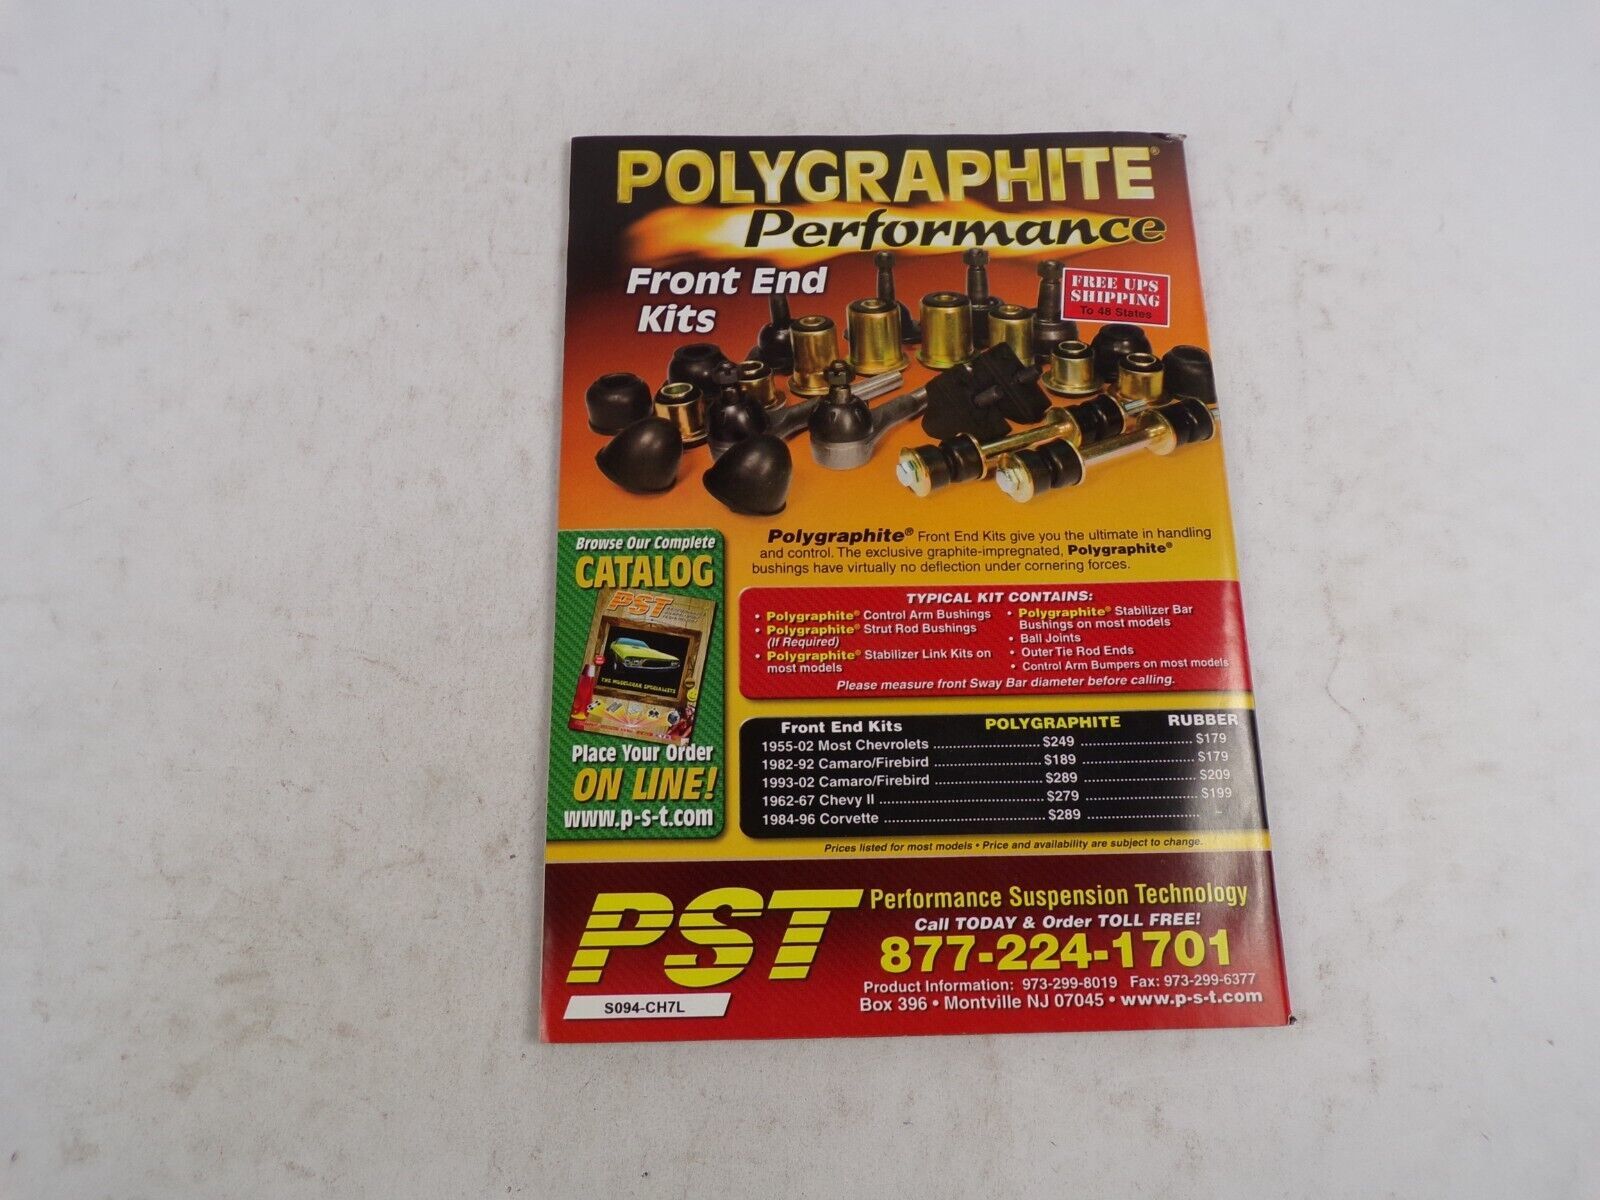 POLYGRAPHITE®
Performance
Front End
Kits
FREE UPS
SHIPPING
To 48 States
Polygraphite® Front End Kits give you the ultimate in handling
and control. The exclusive graphite-impregnated, Polygraphite®
bushings have virtually no deflection under cornering forces.
Browse Our Complete
CATALOG
PST
THE MUSCLECAR SPECIALISTS
Place Your Order
ON LINE!
www.p-s-t.com
TYPICAL KIT CONTAINS:
• Polygraphite® Control Arm Bushings
• Polygraphite® Strut Rod Bushings
(If Required)
• Polygraphite® Stabilizer Link Kits on
most models
• Polygraphite® Stabilizer Bar
Bushings on most models
• Ball Joints
• Outer Tie Rod Ends
• Control Arm Bumpers on most models
Please measure front Sway Bar diameter before calling.
Front End Kits POLYGRAPHITE RUBBER
1955-02 Most Chevrolets ........................... $249 ........................... $179
1982-92 Camaro/Firebird ........................... $189 ........................... $179
1993-02 Camaro/Firebird ........................... $289 ........................... $209
1962-67 Chevy II ........................... $279 ........................... $199
1984-96 Corvette ........................... $289 ........................... -
Prices listed for most models • Price and availability are subject to change.
PST
Performance Suspension Technology
Call TODAY & Order TOLL FREE!
877-224-1701
Product Information: 973-299-8019 Fax: 973-299-6377
Box 396 • Montville NJ 07045 • www.p-s-t.com
S094-CH7L